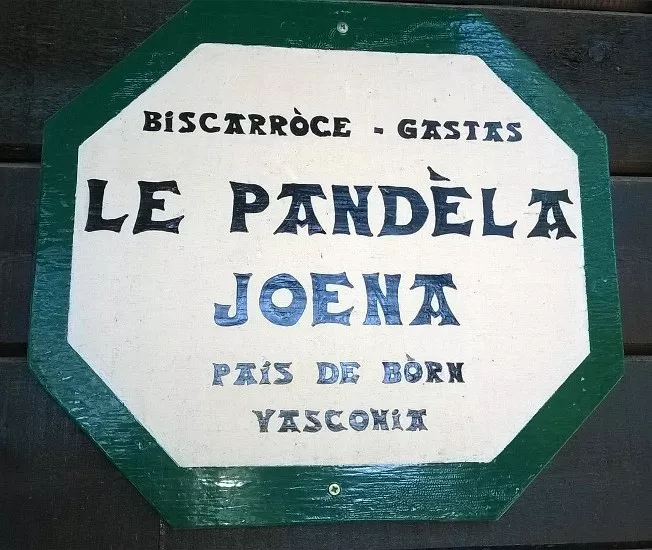 BISCARRÒCE - GASTAS
LE PANDÈLA
JOENA
PAÍS DE BÒRN
VASCONIA